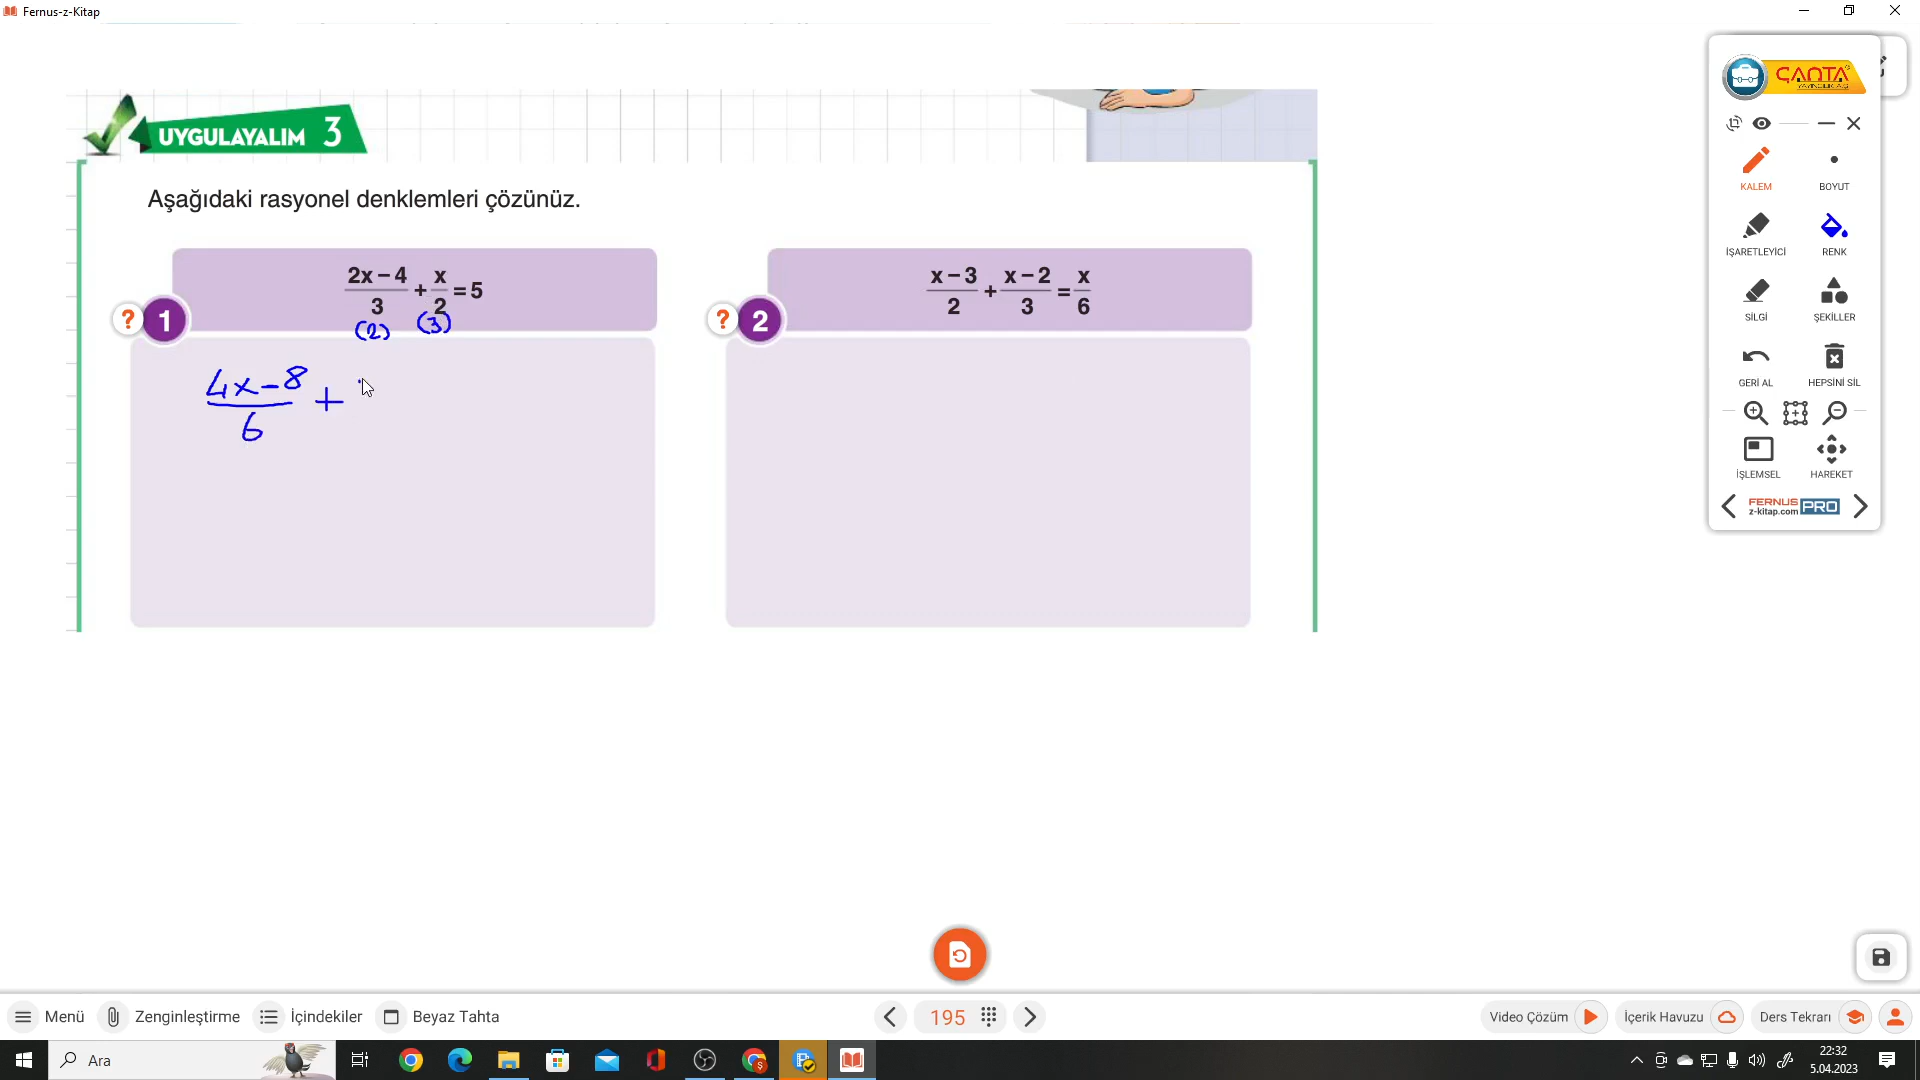 Fernus-z-Kitap
UYGULAYALIM 3
Aşağıdaki rasyonel denklemleri çözünüz.
? 1
(2x – 4)/3 + x/2 = 5
(2) (3)
(4x – 8)/6 +
? 2
(x – 3)/2 + (x – 2)/3 = x/6
ÇANTA
YAYINCILIK A.Ş.
KALEM
BOYUT
İŞARETLEYİCİ
RENK
SİLGİ
ŞEKİLLER
GERİ AL
HEPSİNİ SİL
İŞLEMSEL
HAREKET
FERNUS
z-kitap.com PRO
Menü
Zenginleştirme
İçindekiler
Beyaz Tahta
195
Video Çözüm
İçerik Havuzu
Ders Tekrarı
Ara
22:32
5.04.2023